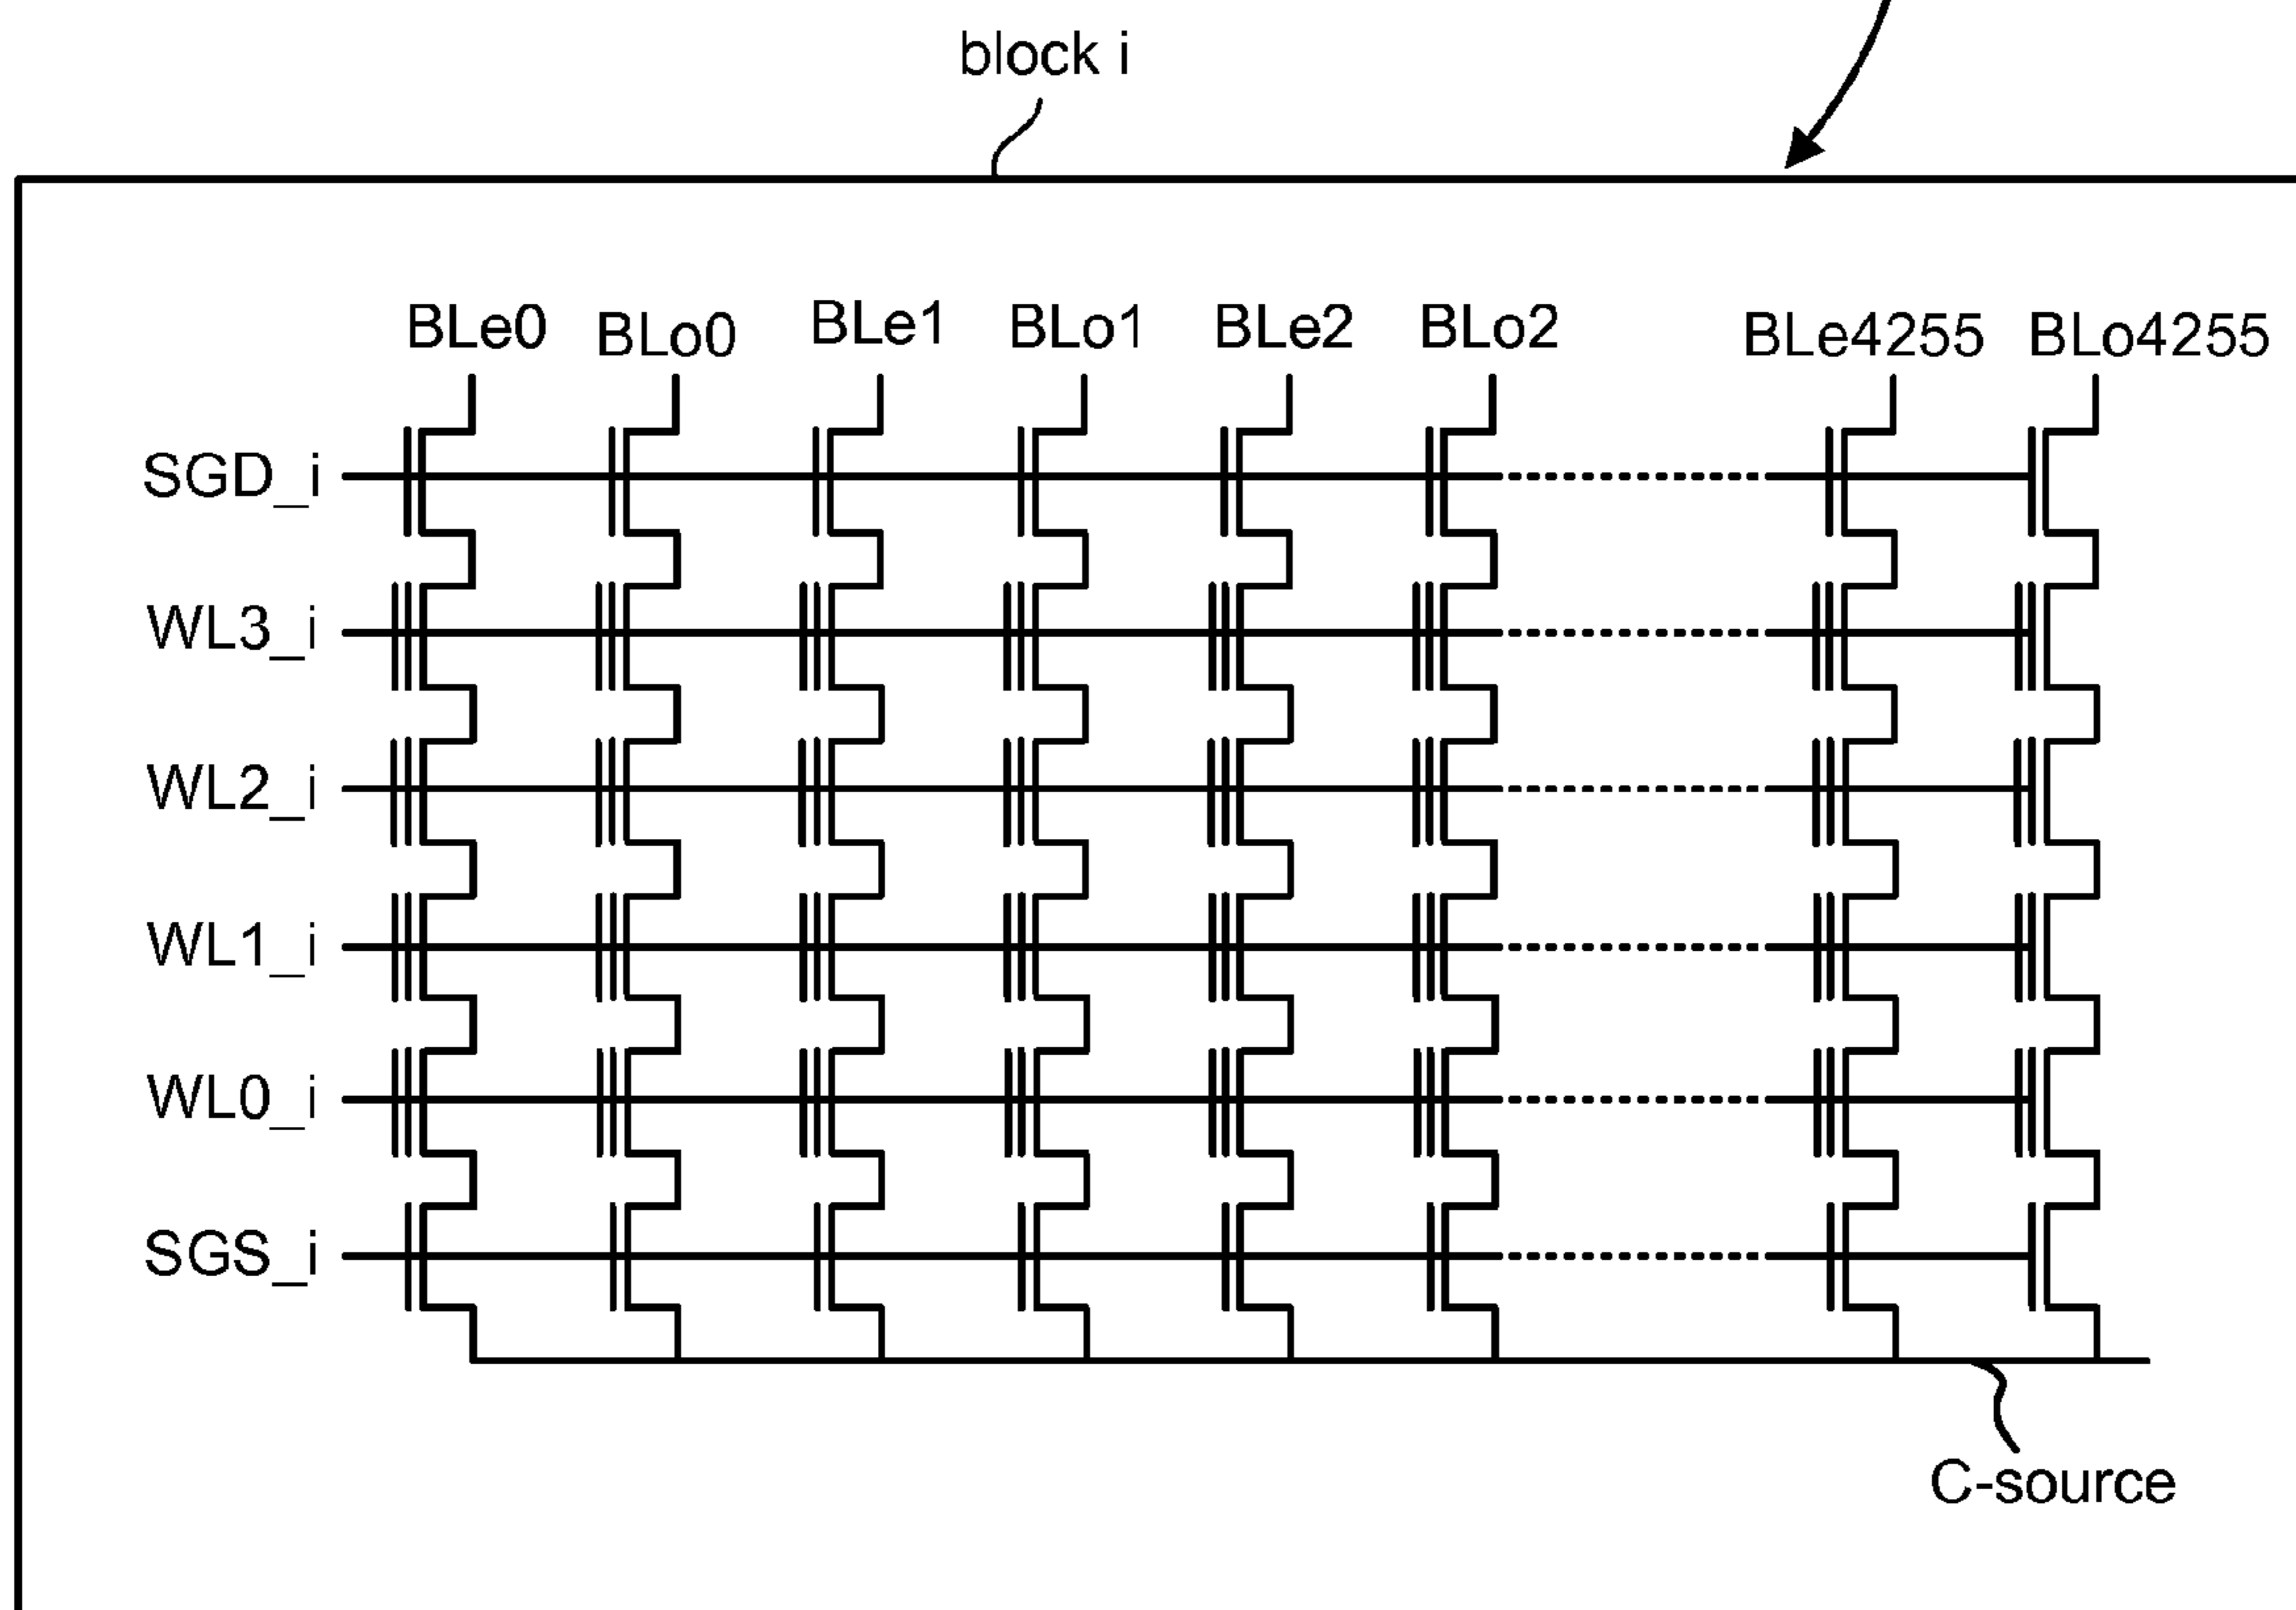 block i
BLe0 BLo0 BLe1 BLo1 BLe2 BLo2 BLe4255 BLo4255
SGD_i
WL3_i
WL2_i
WL1_i
WL0_i
SGS_i
C-source